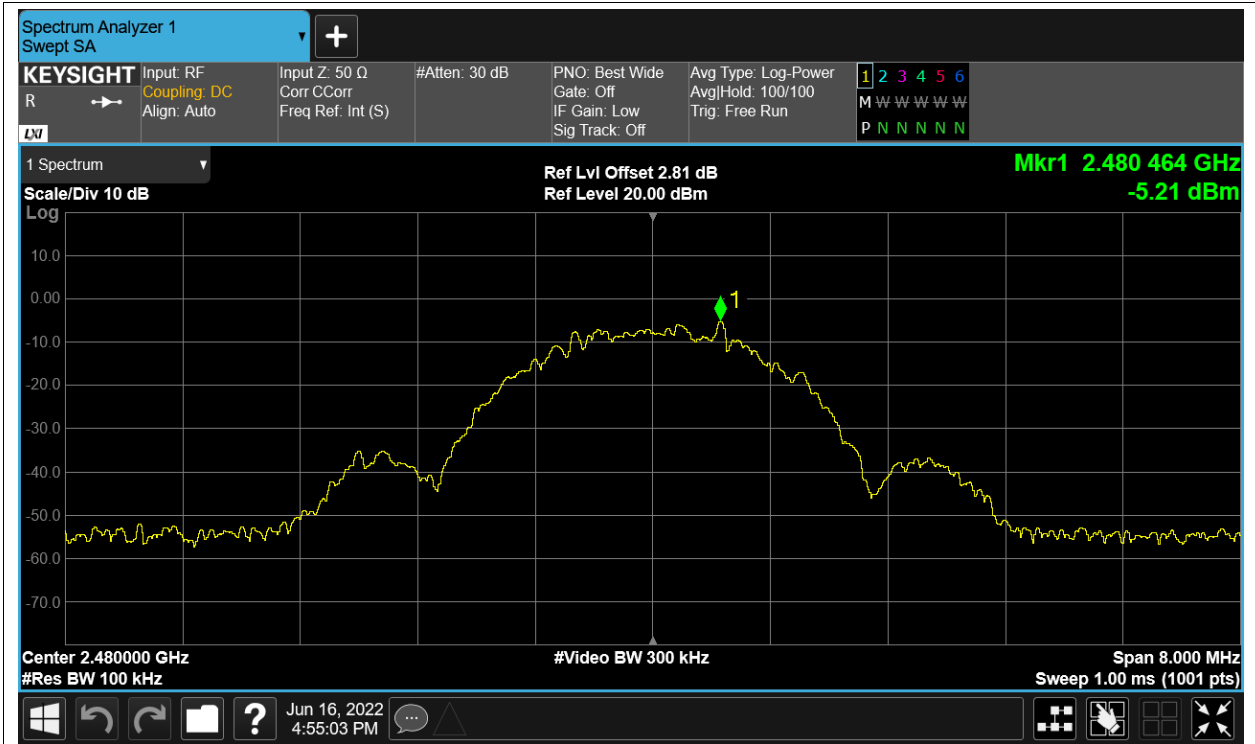 Spectrum Analyzer 1
Swept SA
+
KEYSIGHT
R
LXI
Input: RF
Coupling: DC
Align: Auto
Input Z: 50 Ω
Corr CCorr
Freq Ref: Int (S)
#Atten: 30 dB
PNO: Best Wide
Gate: Off
IF Gain: Low
Sig Track: Off
Avg Type: Log-Power
Avg|Hold: 100/100
Trig: Free Run
1 2 3 4 5 6
M W W W W W
P N N N N N
1 Spectrum
Scale/Div 10 dB
Log
Ref Lvl Offset 2.81 dB
Ref Level 20.00 dBm
Mkr1 2.480 464 GHz
-5.21 dBm
10.0
0.00
-10.0
-20.0
-30.0
-40.0
-50.0
-60.0
-70.0
1
Center 2.480000 GHz
#Res BW 100 kHz
#Video BW 300 kHz
Span 8.000 MHz
Sweep 1.00 ms (1001 pts)
?
Jun 16, 2022
4:55:03 PM